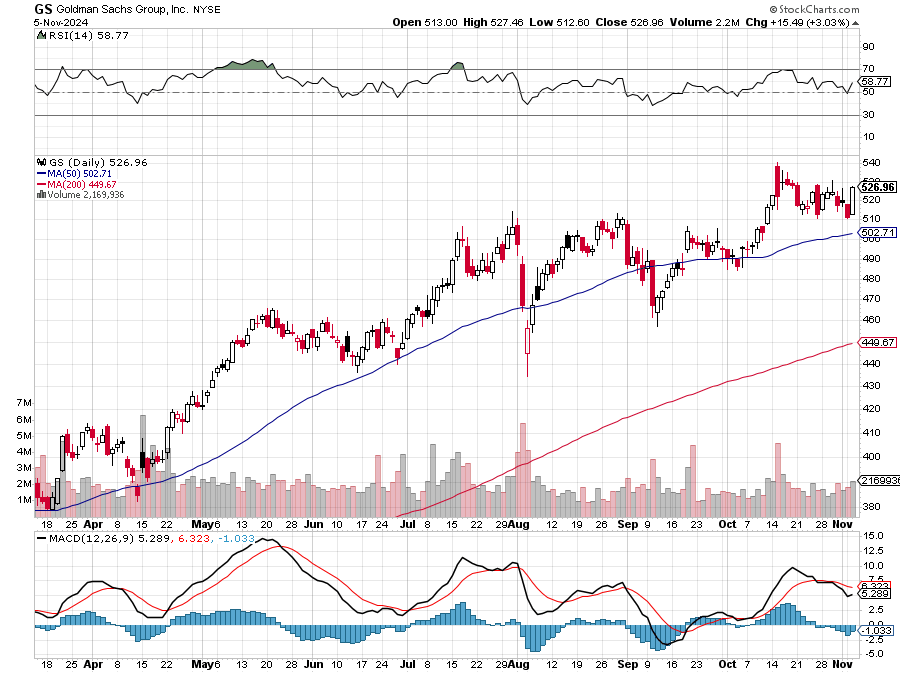 GS Goldman Sachs Group, Inc. NYSE
© StockCharts.com
5-Nov-2024
Open 513.00 High 527.46 Low 512.60 Close 526.96 Volume 2.2M Chg +15.49 (+3.03%)
RSI(14) 58.77
90
70
58.77
50
30
10
GS (Daily) 526.96
MA(50) 502.71
MA(200) 449.67
Volume 2,169,936
540
530
526.96
520
510
502.71
500
490
480
470
460
449.67
440
430
420
410
400
2169936
380
7M
6M
5M
4M
3M
2M
1M
18 25 Apr 8 15 22 May 6 13 20 28 Jun 10 17 24 Jul 8 15 22 29 Aug 12 19 26 Sep 9 16 23 Oct 7 14 21 28 Nov
MACD(12,26,9) 5.289, 6.323, -1.033
15.0
12.5
10.0
7.5
6.323
5.289
2.5
0.0
-1.033
-2.5
-5.0
18 25 Apr 8 15 22 May 6 13 20 28 Jun 10 17 24 Jul 8 15 22 29 Aug 12 19 26 Sep 9 16 23 Oct 7 14 21 28 Nov